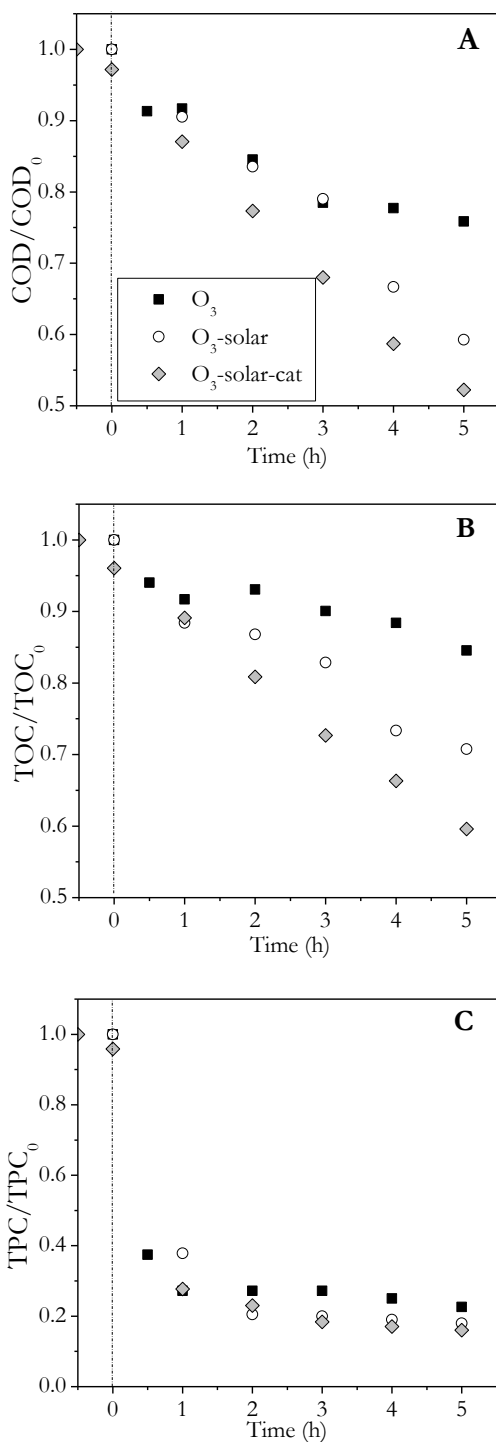 A
1.0
0.9
0.8
0.7
0.6
0.5
COD/COD₀
O₃
O₃-solar
O₃-solar-cat
0 1 2 3 4 5
Time (h)
B
1.0
0.9
0.8
0.7
0.6
0.5
TOC/TOC₀
0 1 2 3 4 5
Time (h)
C
1.0
0.8
0.6
0.4
0.2
0.0
TPC/TPC₀
0 1 2 3 4 5
Time (h)